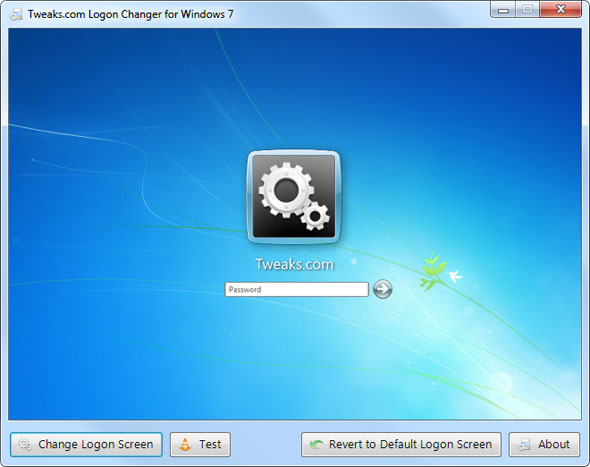 Tweaks.com Logon Changer for Windows 7
Tweaks.com
Password
Change Logon Screen
Test
Revert to Default Logon Screen
About